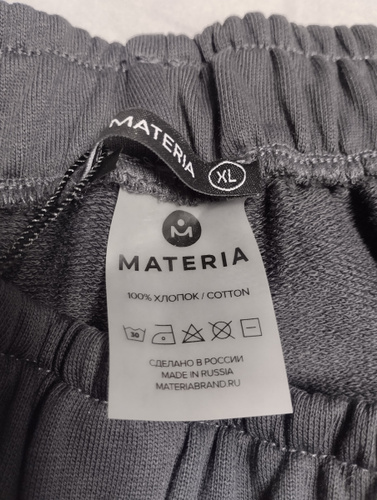 MATERIA XL
MATERIA
100% ХЛОПОК / COTTON
30
СДЕЛАНО В РОССИИ
MADE IN RUSSIA
MATERIABRAND.RU